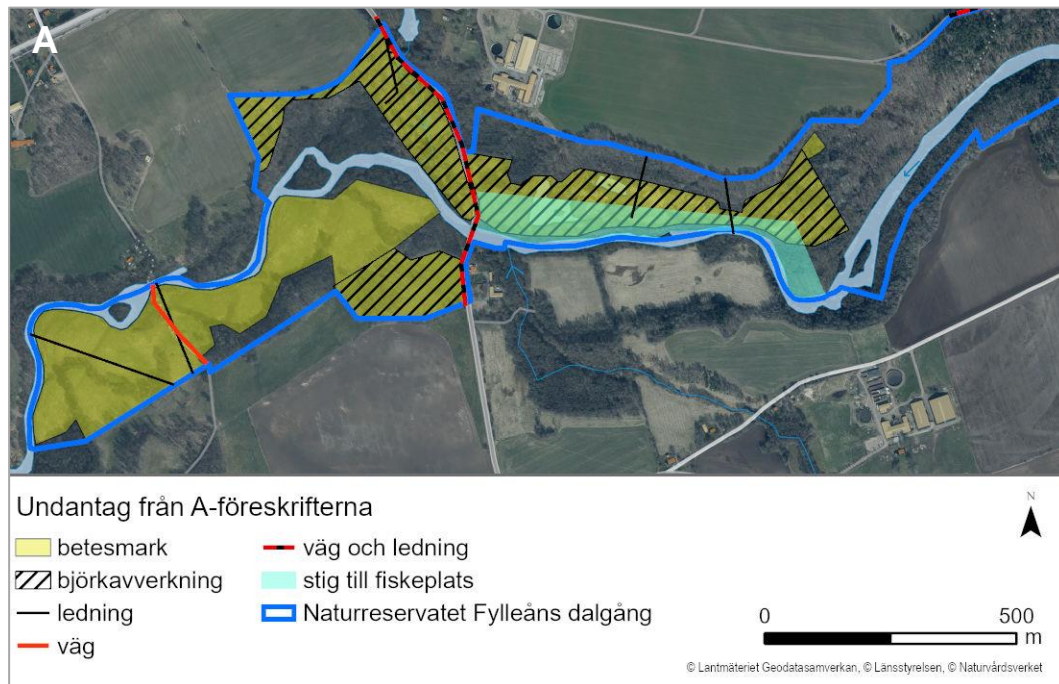 A
Undantag från A-föreskrifterna
betesmark
björkavverkning
ledning
väg
väg och ledning
stig till fiskeplats
Naturreservatet Fylleåns dalgång
N
0 500
m
© Lantmäteriet Geodatasamverkan, © Länsstyrelsen, © Naturvårdsverket